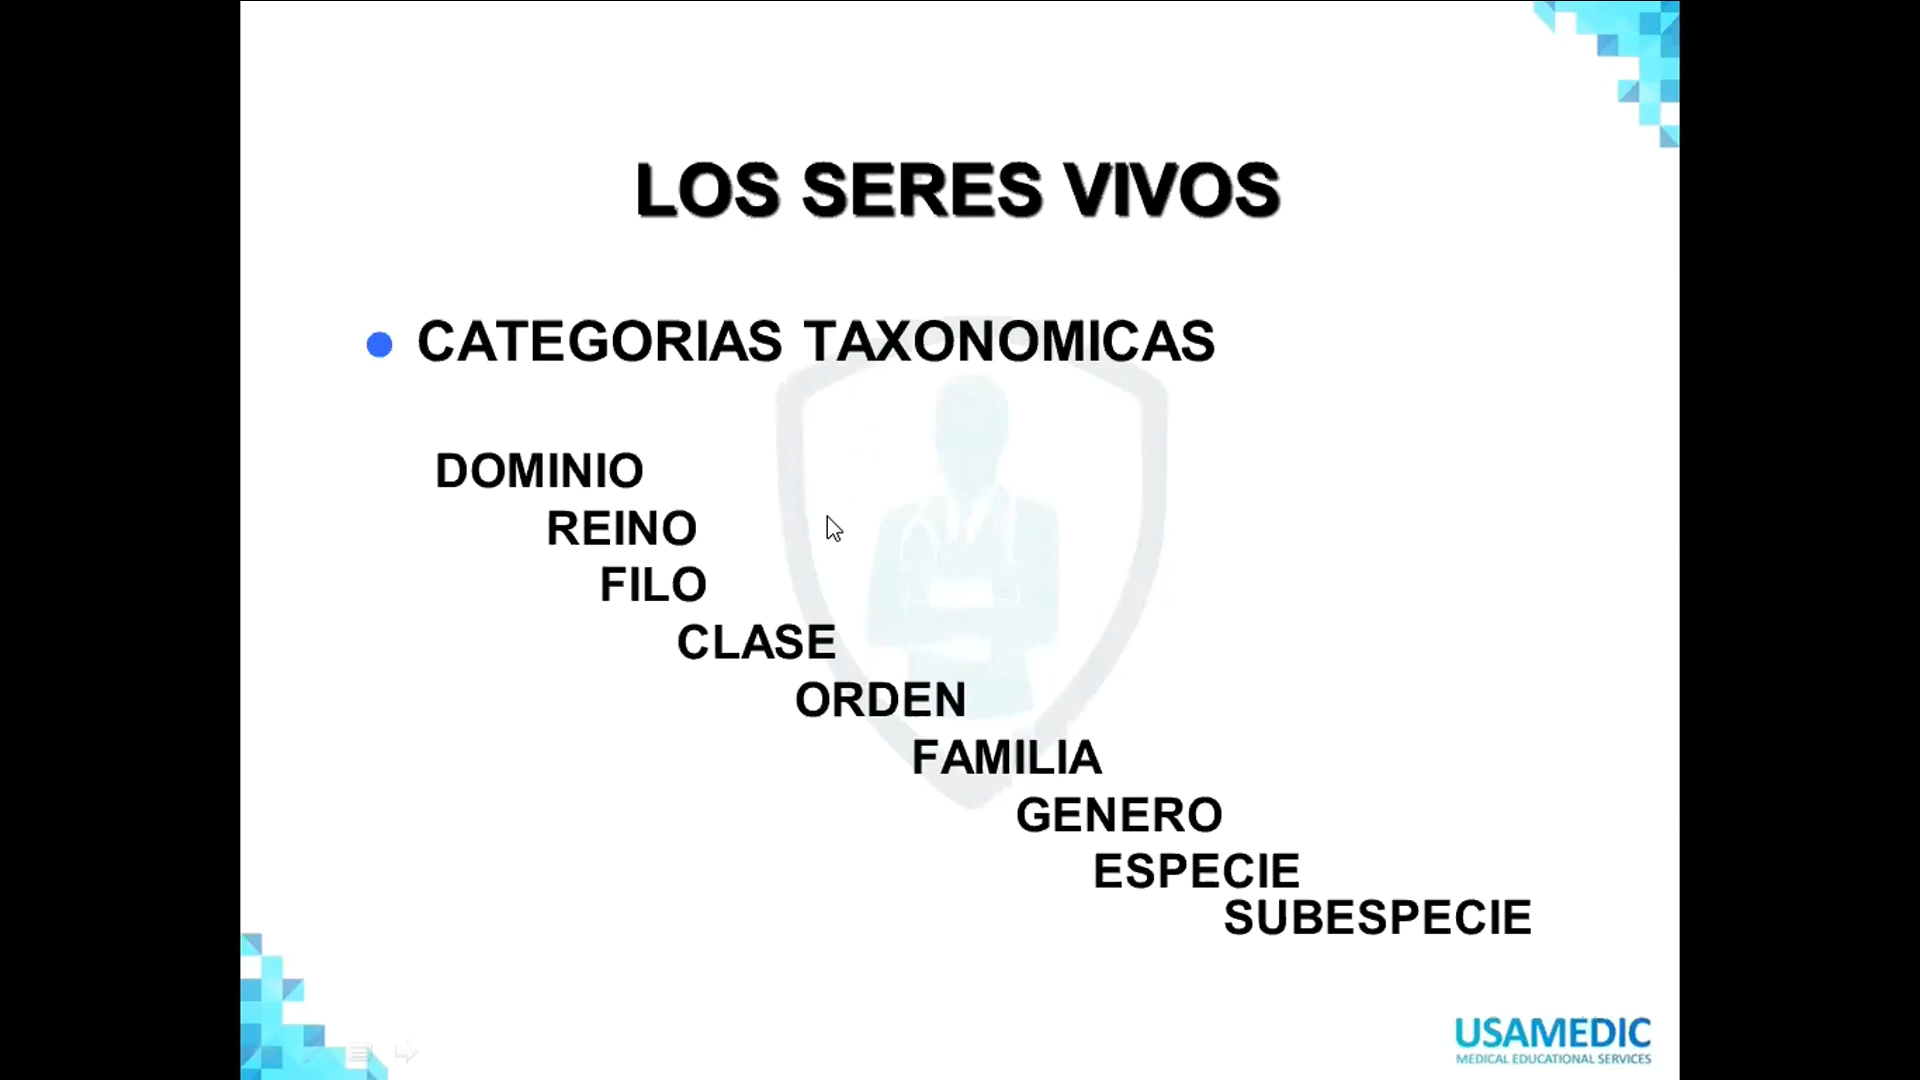 LOS SERES VIVOS
CATEGORIAS TAXONOMICAS
DOMINIO
REINO
FILO
CLASE
ORDEN
FAMILIA
GENERO
ESPECIE
SUBESPECIE
USAMEDIC
MEDICAL EDUCATIONAL SERVICES